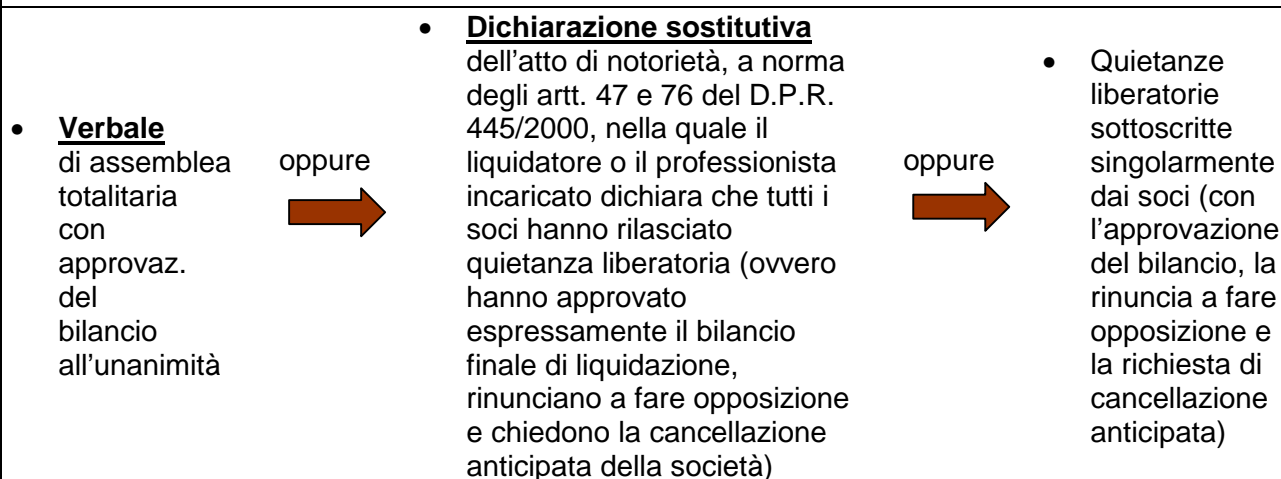 • Verbale
di assemblea
totalitaria
con
approvaz.
del
bilancio
all’unanimità
oppure
• Dichiarazione sostitutiva
dell’atto di notorietà, a norma
degli artt. 47 e 76 del D.P.R.
445/2000, nella quale il
liquidatore o il professionista
incaricato dichiara che tutti i
soci hanno rilasciato
quietanza liberatoria (ovvero
hanno approvato
espressamente il bilancio
finale di liquidazione,
rinunciano a fare opposizione
e chiedono la cancellazione
anticipata della società)
oppure
• Quietanze
liberatorie
sottoscritte
singolarmente
dai soci (con
l’approvazione
del bilancio, la
rinuncia a fare
opposizione e
la richiesta di
cancellazione
anticipata)